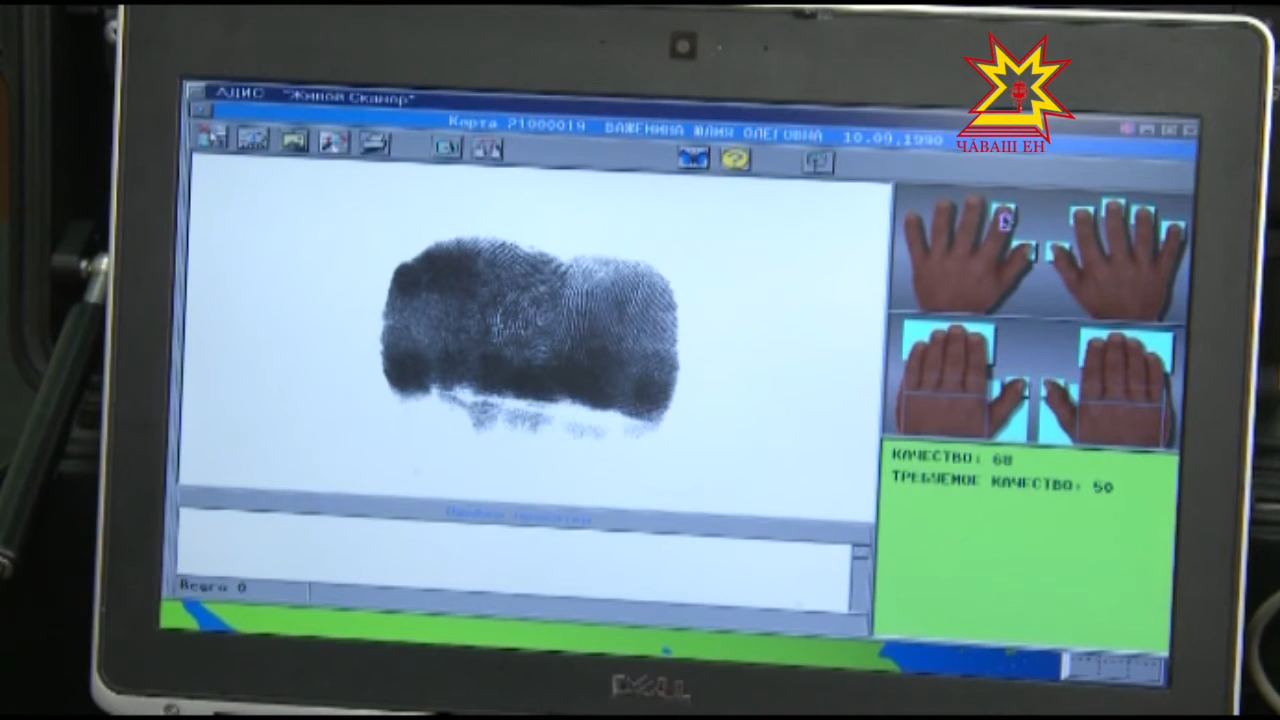 АДИС "Живой Сканер"
Карта 21000019 ВАЖЕНИНА ЮЛИЯ ОЛЕГОВНА 10.09.1990
ЧӐВАШ ЕН
КАЧЕСТВО: 68
ТРЕБУЕМОЕ КАЧЕСТВО: 50
Всего 0
DELL